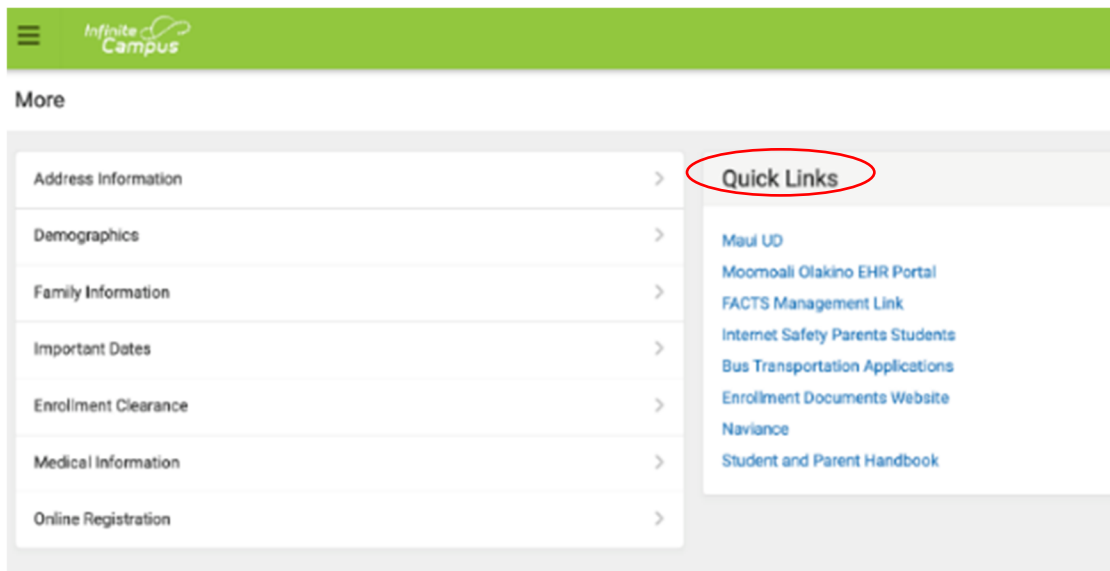 Infinite
Campus
More
Address Information
Demographics
Family Information
Important Dates
Enrollment Clearance
Medical Information
Online Registration
Quick Links
Maui UD
Moomoali Olakino EHR Portal
FACTS Management Link
Internet Safety Parents Students
Bus Transportation Applications
Enrollment Documents Website
Naviance
Student and Parent Handbook